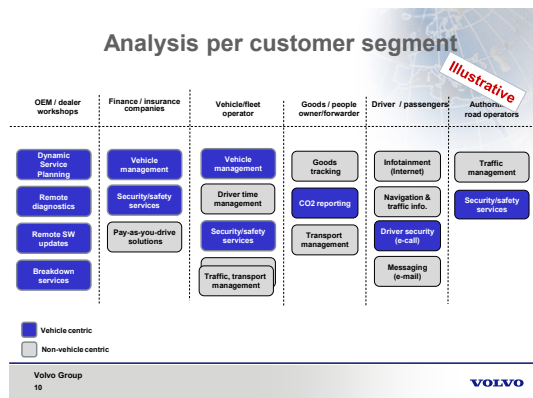 Analysis per customer segment
Illustrative
OEM / dealer
workshops
Finance / insurance
companies
Vehicle/fleet
operator
Goods / people
owner/forwarder
Driver / passengers
road operators
Dynamic
Service
Planning
Remote
diagnostics
Remote SW
updates
Breakdown
services
Vehicle
management
Security/safety
services
Pay-as-you-drive
solutions
Vehicle
management
Driver time
management
Security/safety
services
Traffic, transport
management
Goods
tracking
CO2 reporting
Transport
management
Infotainment
(Internet)
Navigation &
traffic info.
Driver security
(e-call)
Messaging
(e-mail)
Traffic
management
Security/safety
services
Vehicle centric
Non-vehicle centric
Volvo Group
10
VOLVO